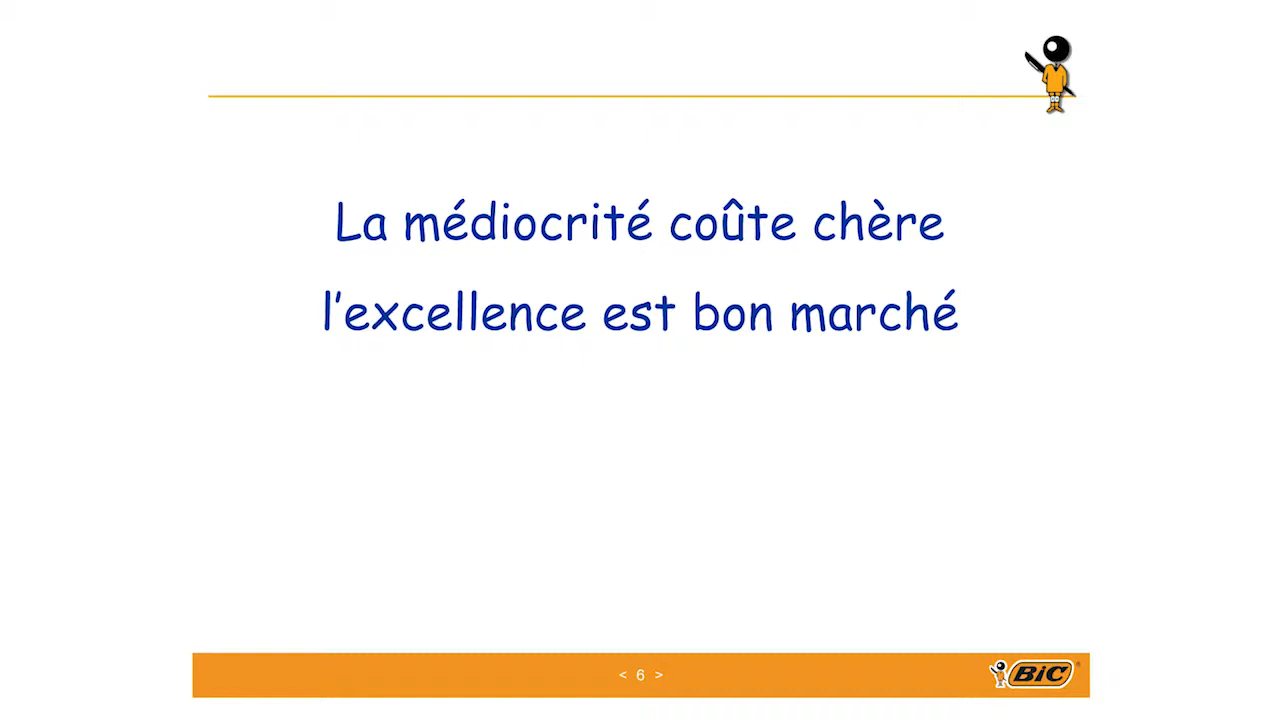 La médiocrité coûte chère
l’excellence est bon marché
< 6 >
BiC